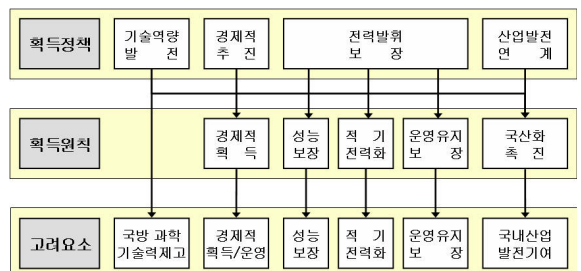 획득정책
기술역량
발 전
경제적
추 진
전력발휘
보 장
산업발전
연 계
획득원칙
경제적
획 득
성능
보장
적 기
전력화
운영유지
보 장
국산화
촉 진
고려요소
국방 과학
기술력제고
경제적
획득/운영
성능
보장
적 기
전력화
운영유지
보 장
국내산업
발전기여